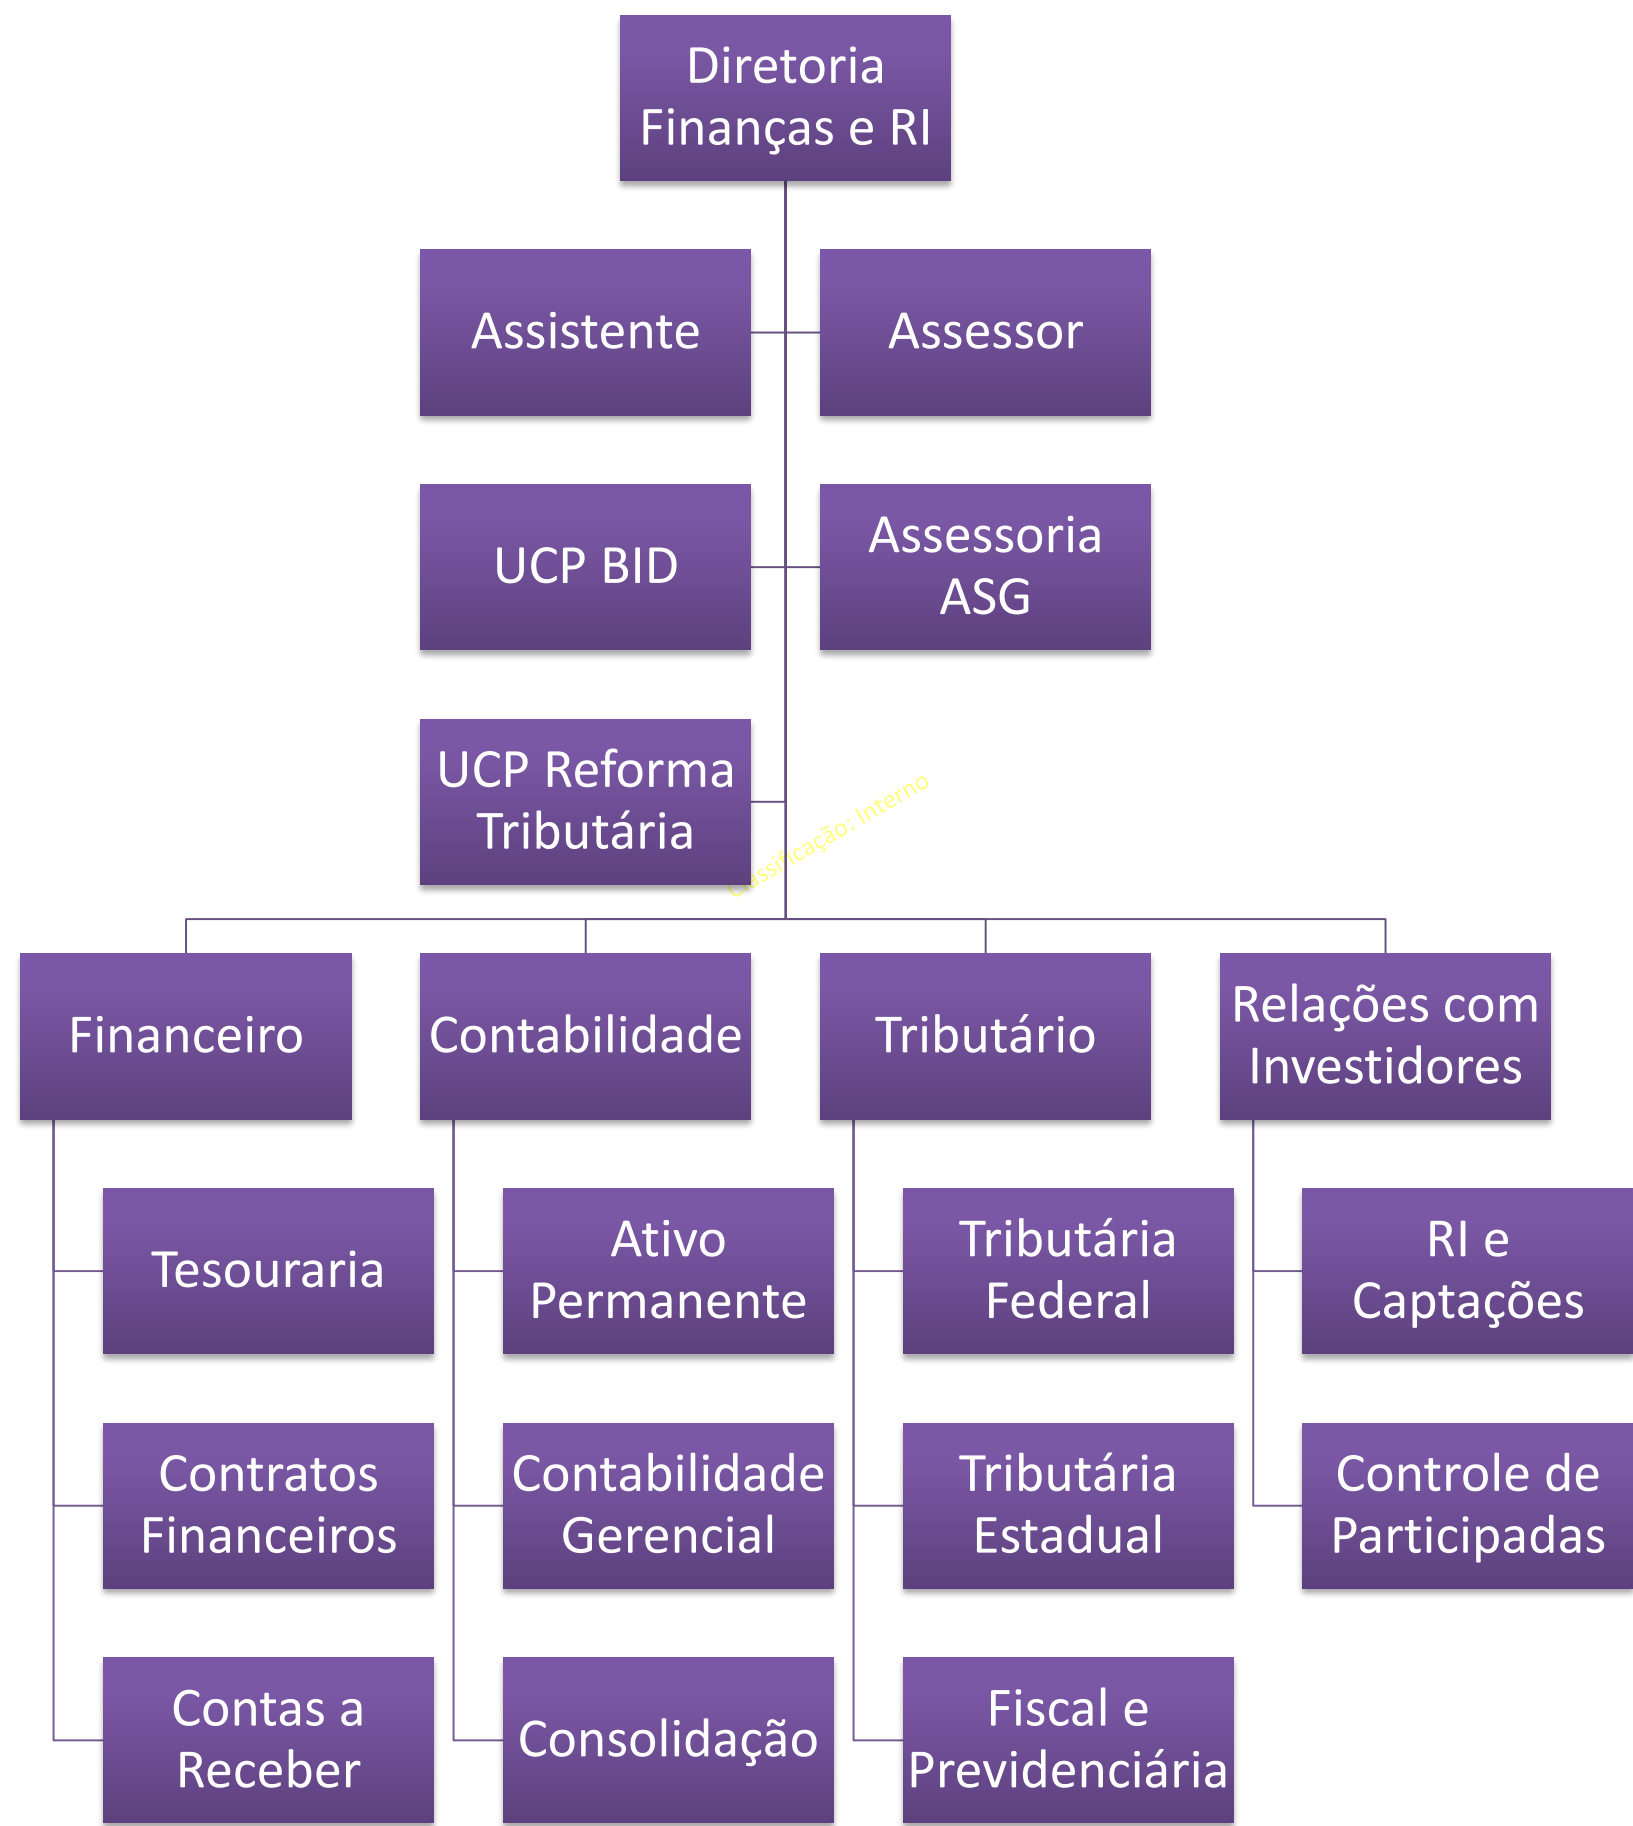 Diretoria
Finanças e RI
Assistente
Assessor
UCP BID
Assessoria
ASG
UCP Reforma
Tributária
Classificação: Interno
Financeiro
Contabilidade
Tributário
Relações com
Investidores
Tesouraria
Ativo
Permanente
Tributária
Federal
RI e
Captações
Contratos
Financeiros
Contabilidade
Gerencial
Tributária
Estadual
Controle de
Participadas
Contas a
Receber
Consolidação
Fiscal e
Previdenciária